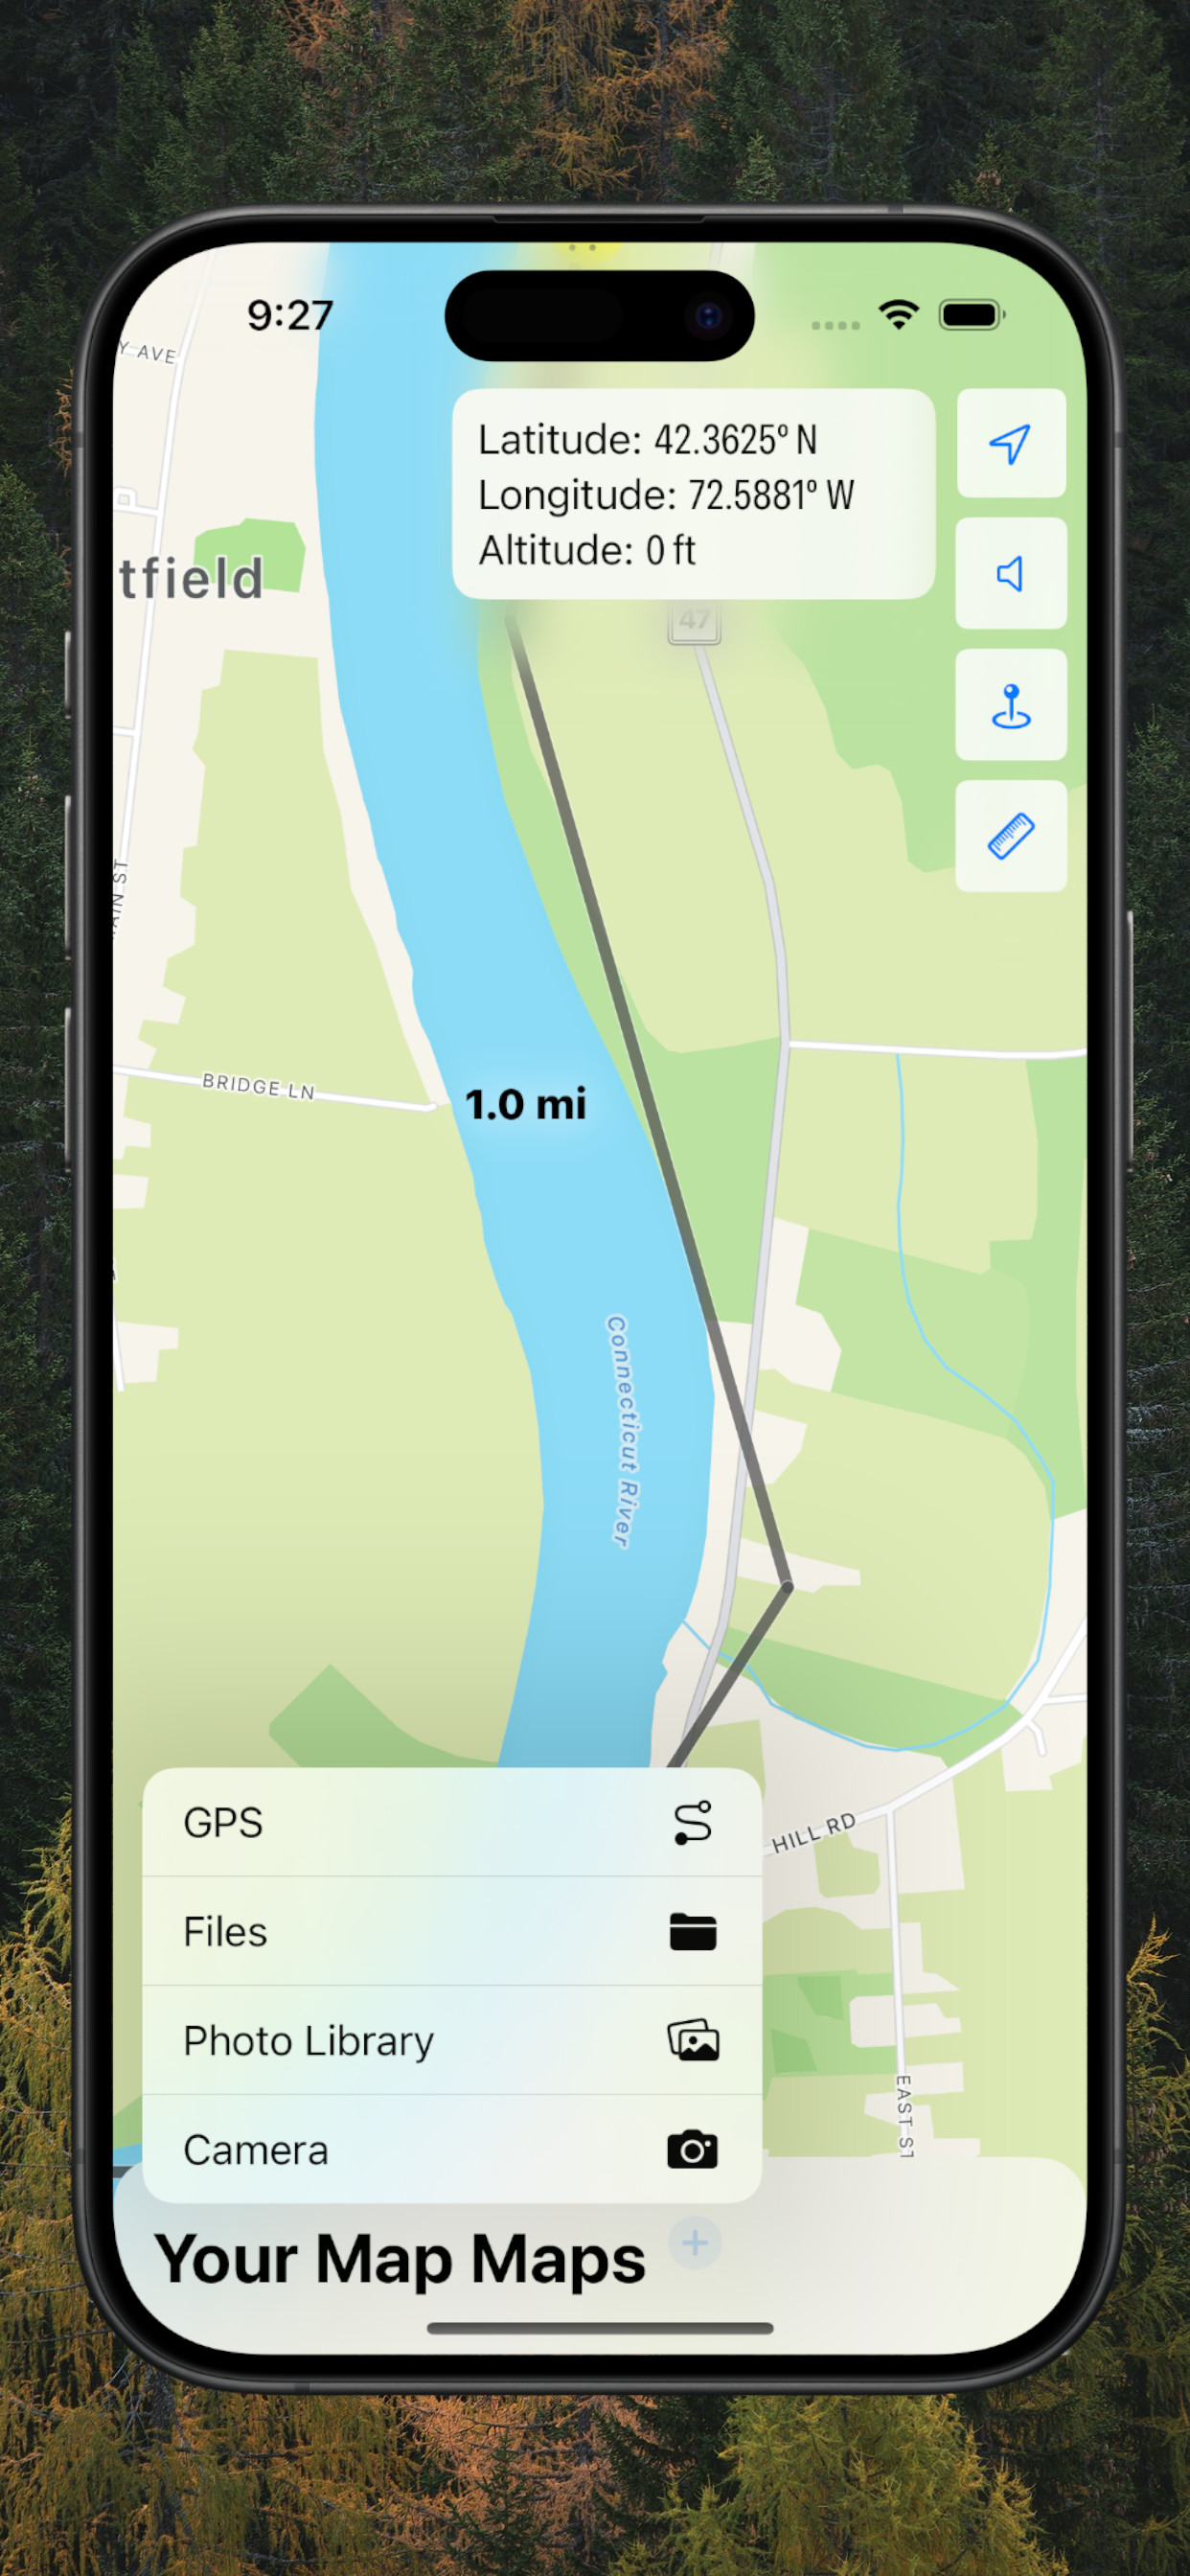 9:27
Y AVE
Latitude: 42.3625° N
Longitude: 72.5881° W
Altitude: 0 ft
tfield
47
AIN ST
BRIDGE LN
1.0 mi
Connecticut River
GPS
HILL RD
Files
Photo Library
EAST ST
Camera
Your Map Maps